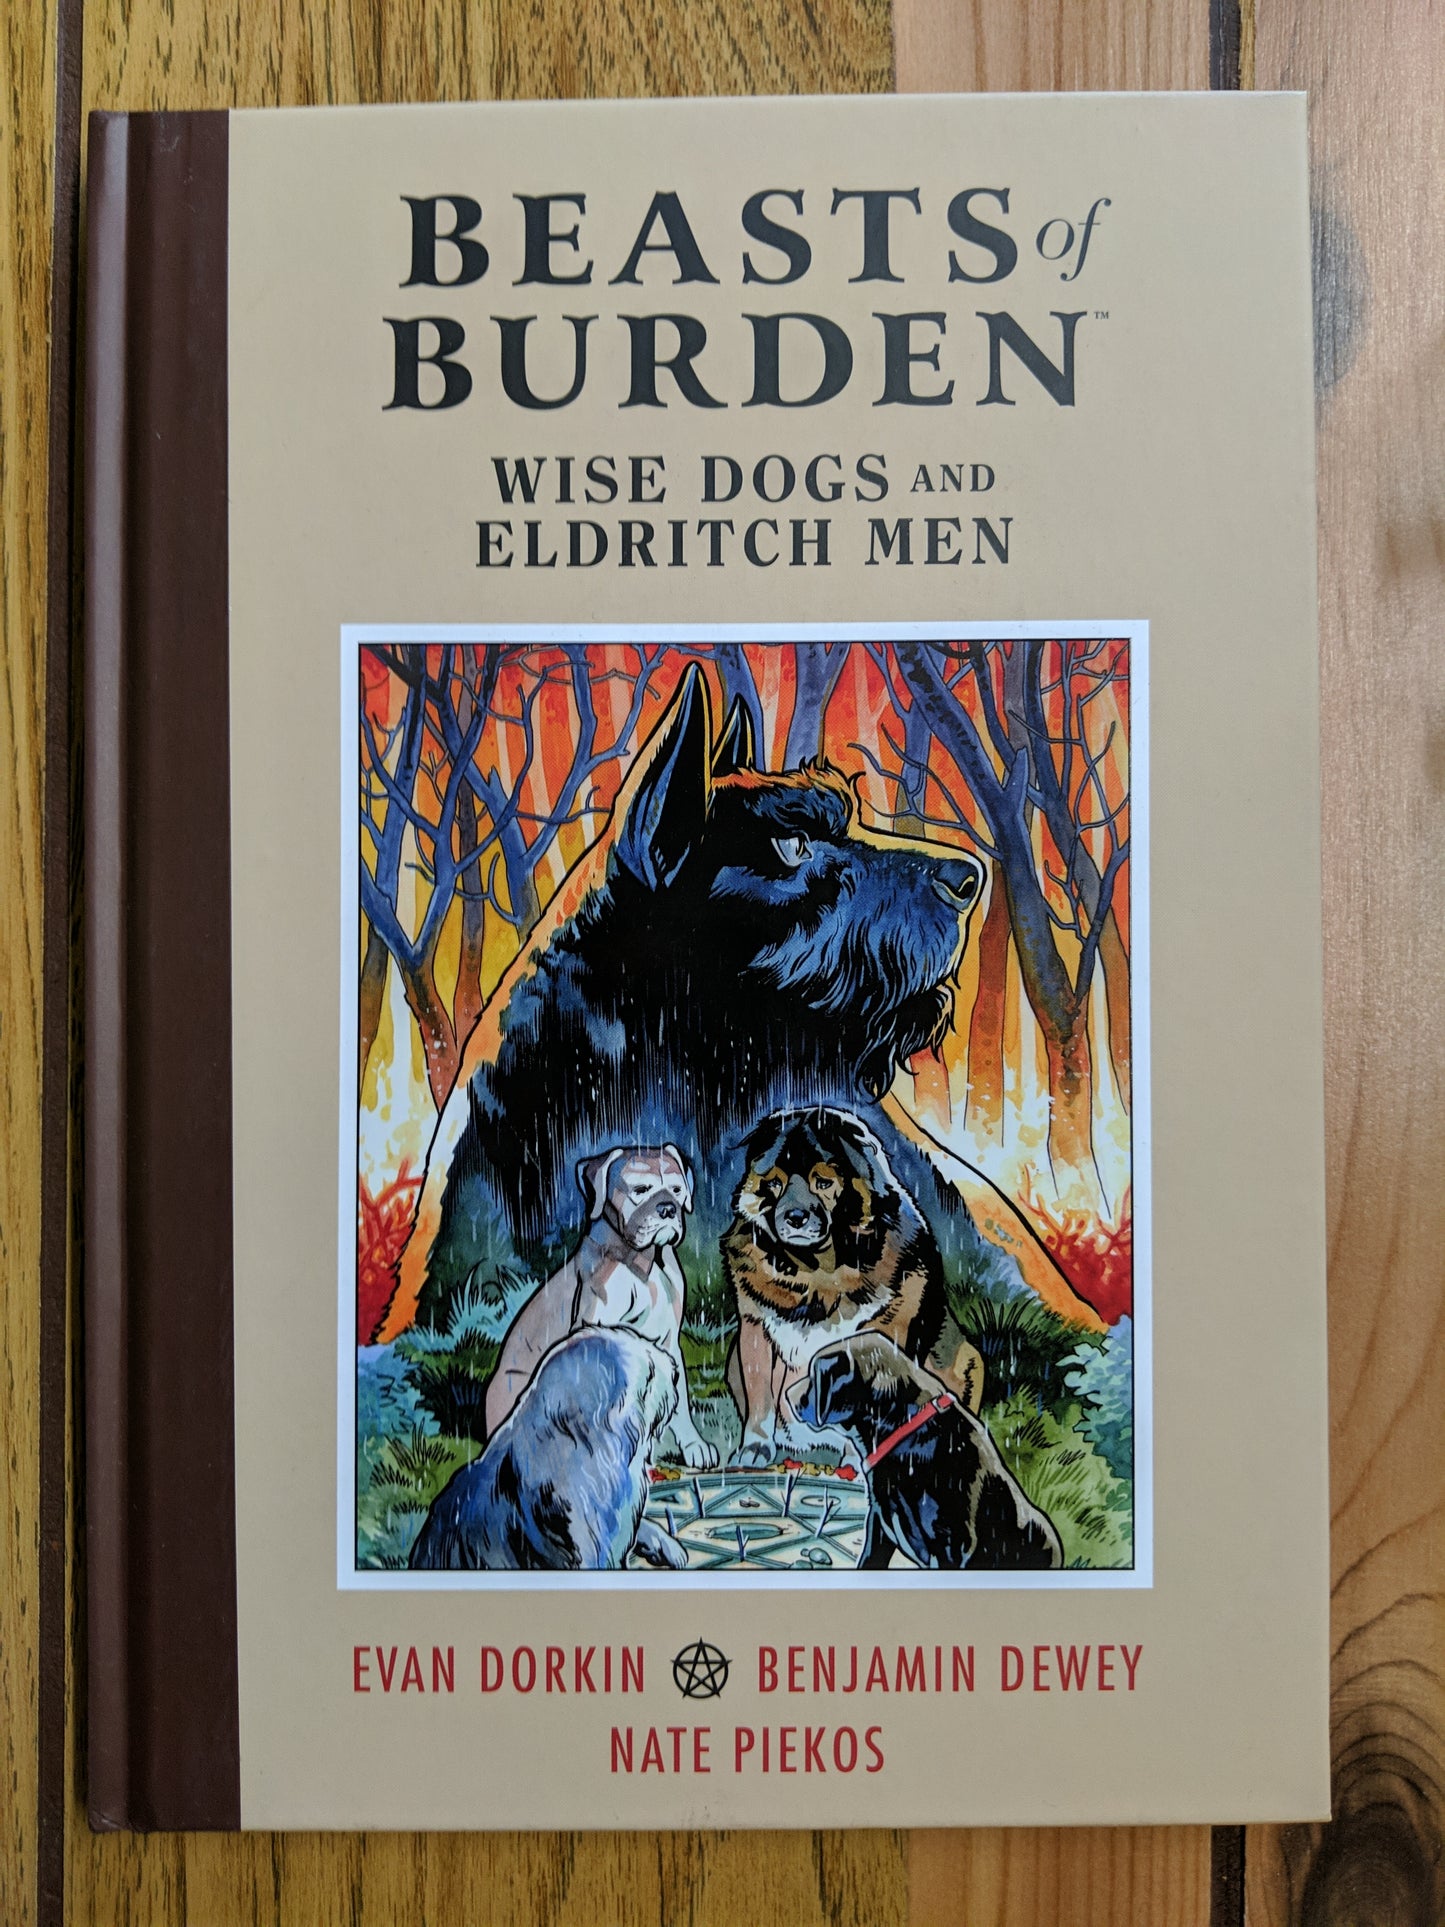 BEASTS of
BURDEN™
WISE DOGS AND
ELDRITCH MEN
EVAN DORKIN BENJAMIN DEWEY
NATE PIEKOS